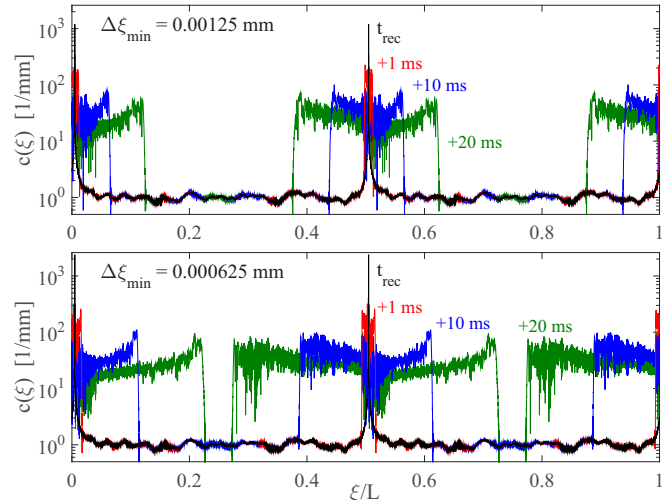 Δξmin = 0.00125 mm
trec
+1 ms
+10 ms
+20 ms
c(ξ) [1/mm]
10³
10²
10¹
10⁰
0 0.2 0.4 0.6 0.8 1
Δξmin = 0.000625 mm
trec
+1 ms
+10 ms +20 ms
c(ξ) [1/mm]
10³
10²
10¹
10⁰
0 0.2 0.4 0.6 0.8 1
ξ/L